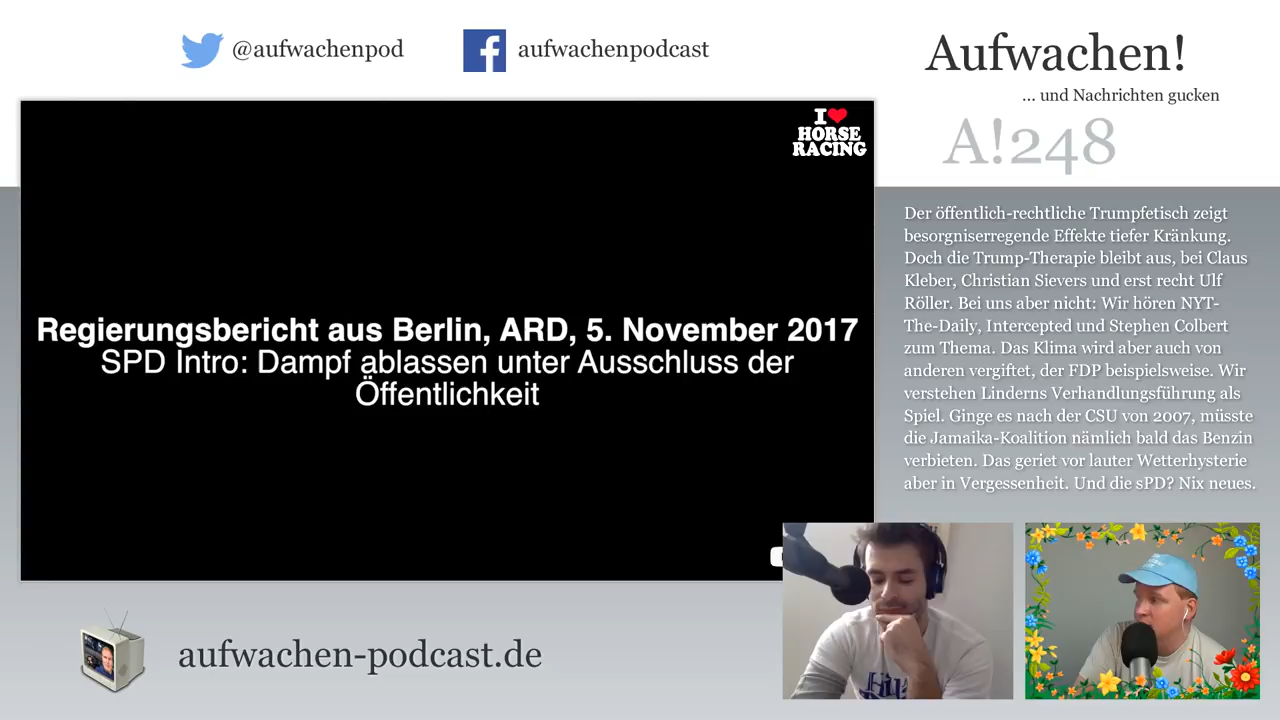 @aufwachenpod
aufwachenpodcast
Aufwachen!
... und Nachrichten gucken
A!248
I
HORSE
RACING
Regierungsbericht aus Berlin, ARD, 5. November 2017
SPD Intro: Dampf ablassen unter Ausschluss der
Öffentlichkeit
Der öffentlich-rechtliche Trumpfetisch zeigt
besorgniserregende Effekte tiefer Kränkung.
Doch die Trump-Therapie bleibt aus, bei Claus
Kleber, Christian Sievers und erst recht Ulf
Röller. Bei uns aber nicht: Wir hören NYT-
The-Daily, Intercepted und Stephen Colbert
zum Thema. Das Klima wird aber auch von
anderen vergiftet, der FDP beispielsweise. Wir
verstehen Linderns Verhandlungsführung als
Spiel. Ginge es nach der CSU von 2007, müsste
die Jamaika-Koalition nämlich bald das Benzin
verbieten. Das geriet vor lauter Wetterhysterie
aber in Vergessenheit. Und die sPD? Nix neues.
aufwachen-podcast.de